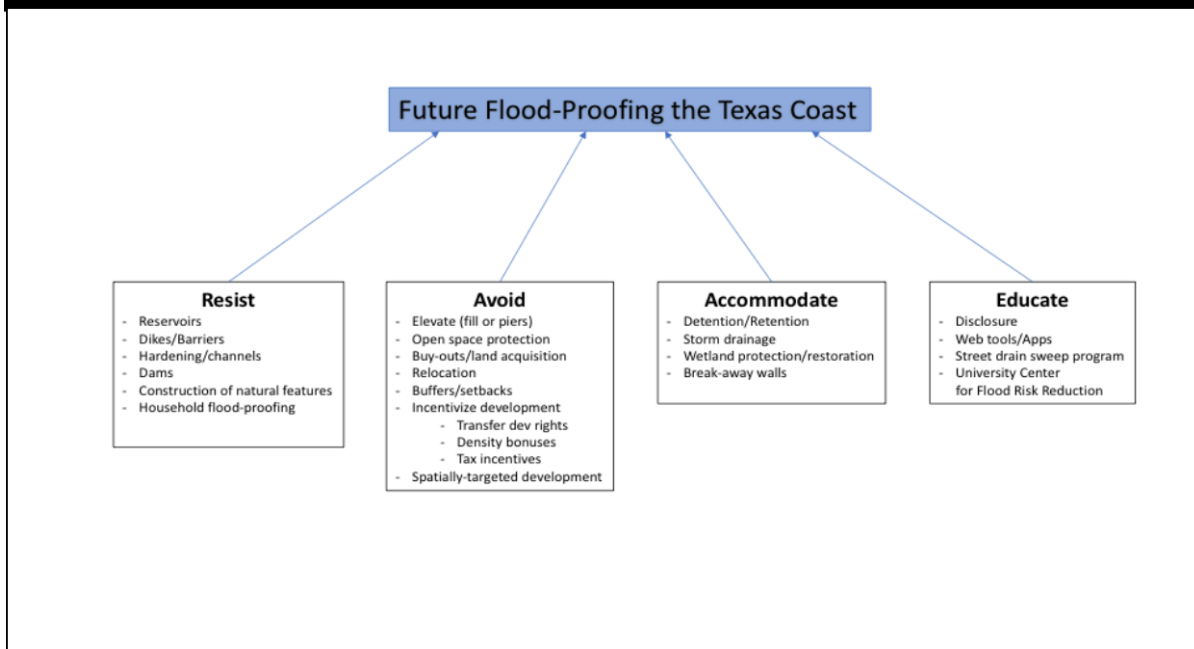 Future Flood-Proofing the Texas Coast
Resist
- Reservoirs
- Dikes/Barriers
- Hardening/channels
- Dams
- Construction of natural features
- Household flood-proofing
Avoid
- Elevate (fill or piers)
- Open space protection
- Buy-outs/land acquisition
- Relocation
- Buffers/setbacks
- Incentivize development
- Transfer dev rights
- Density bonuses
- Tax incentives
- Spatially-targeted development
Accommodate
- Detention/Retention
- Storm drainage
- Wetland protection/restoration
- Break-away walls
Educate
- Disclosure
- Web tools/Apps
- Street drain sweep program
- University Center
for Flood Risk Reduction